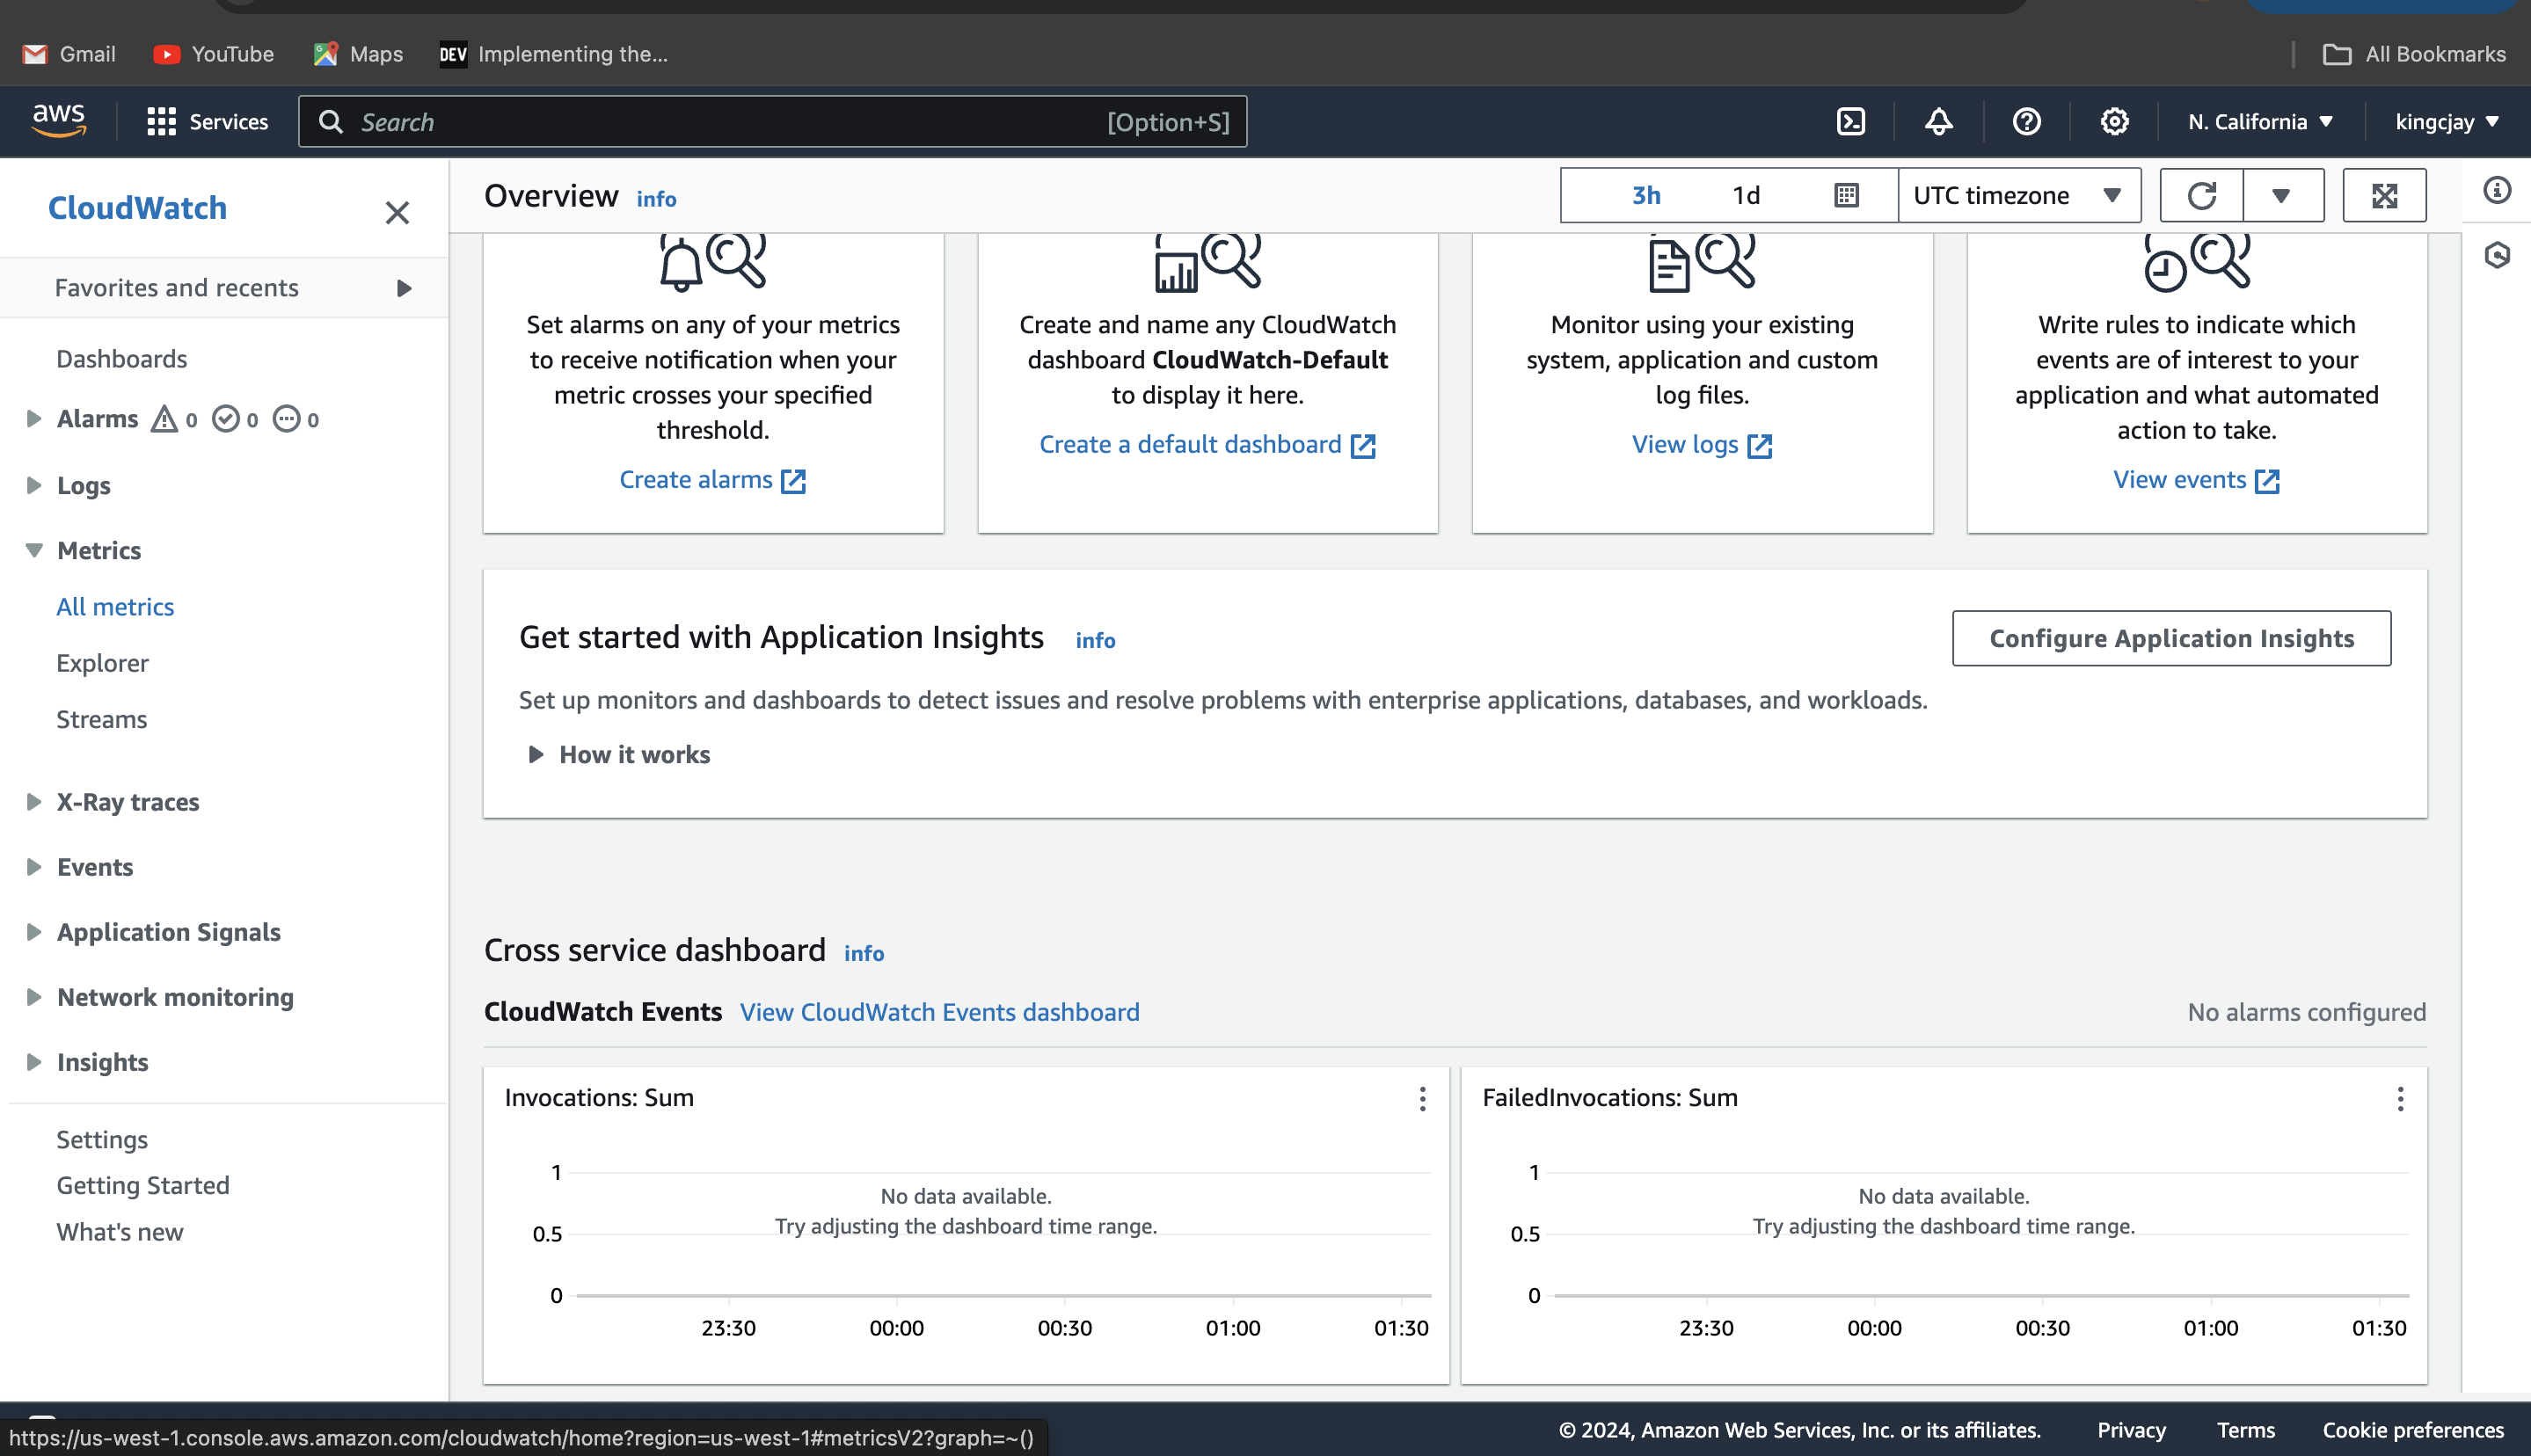 Gmail
YouTube
Maps
DEV Implementing the...
All Bookmarks
aws
Services
Search
[Option+S]
N. California
kingcjay
CloudWatch
Favorites and recents
Dashboards
Alarms 0 0 0
Logs
Metrics
All metrics
Explorer
Streams
X-Ray traces
Events
Application Signals
Network monitoring
Insights
Settings
Getting Started
What's new
Overview info
3h
1d
UTC timezone
Set alarms on any of your metrics
to receive notification when your
metric crosses your specified
threshold.
Create alarms
Create and name any CloudWatch
dashboard CloudWatch-Default
to display it here.
Create a default dashboard
Monitor using your existing
system, application and custom
log files.
View logs
Write rules to indicate which
events are of interest to your
application and what automated
action to take.
View events
Get started with Application Insights info
Configure Application Insights
Set up monitors and dashboards to detect issues and resolve problems with enterprise applications, databases, and workloads.
How it works
Cross service dashboard info
CloudWatch Events View CloudWatch Events dashboard
No alarms configured
Invocations: Sum
1
No data available.
Try adjusting the dashboard time range.
0.5
0
23:30 00:00 00:30 01:00 01:30
FailedInvocations: Sum
1
No data available.
Try adjusting the dashboard time range.
0.5
0
23:30 00:00 00:30 01:00 01:30
https://us-west-1.console.aws.amazon.com/cloudwatch/home?region=us-west-1#metricsV2?graph=~()
© 2024, Amazon Web Services, Inc. or its affiliates.
Privacy
Terms
Cookie preferences